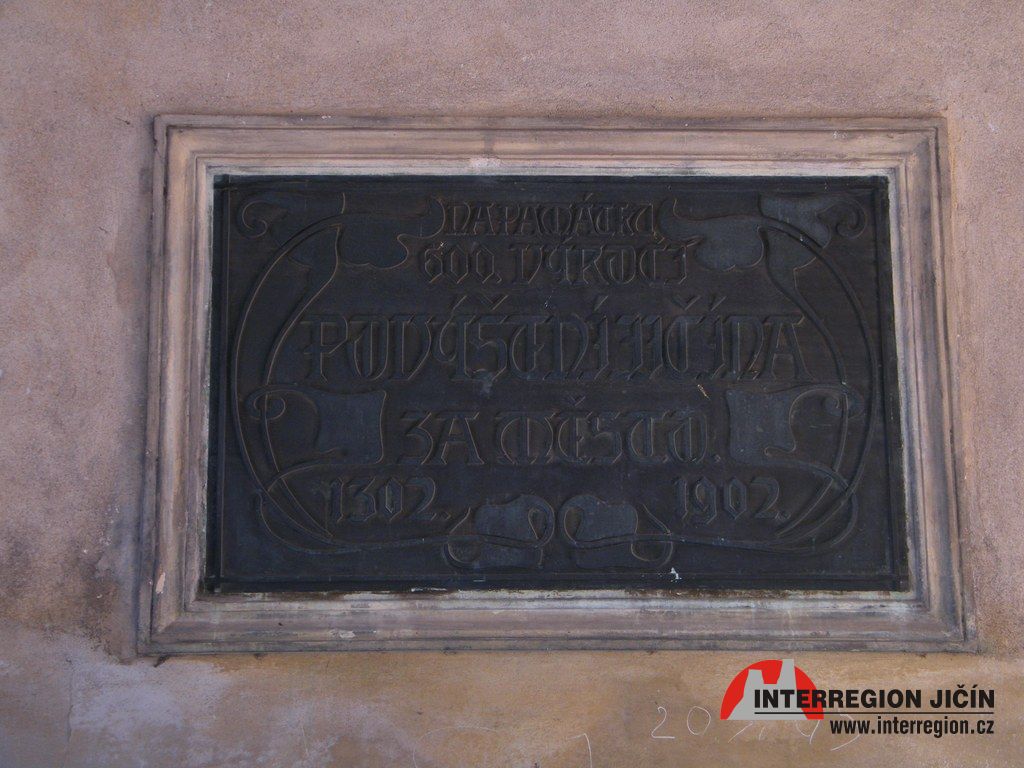 NA PAMÁTKU
600. VÝROČÍ
POVÝŠENÍ JIČÍNA
ZA MĚSTO.
1302. 1902.
INTERREGION JIČÍN
www.interregion.cz